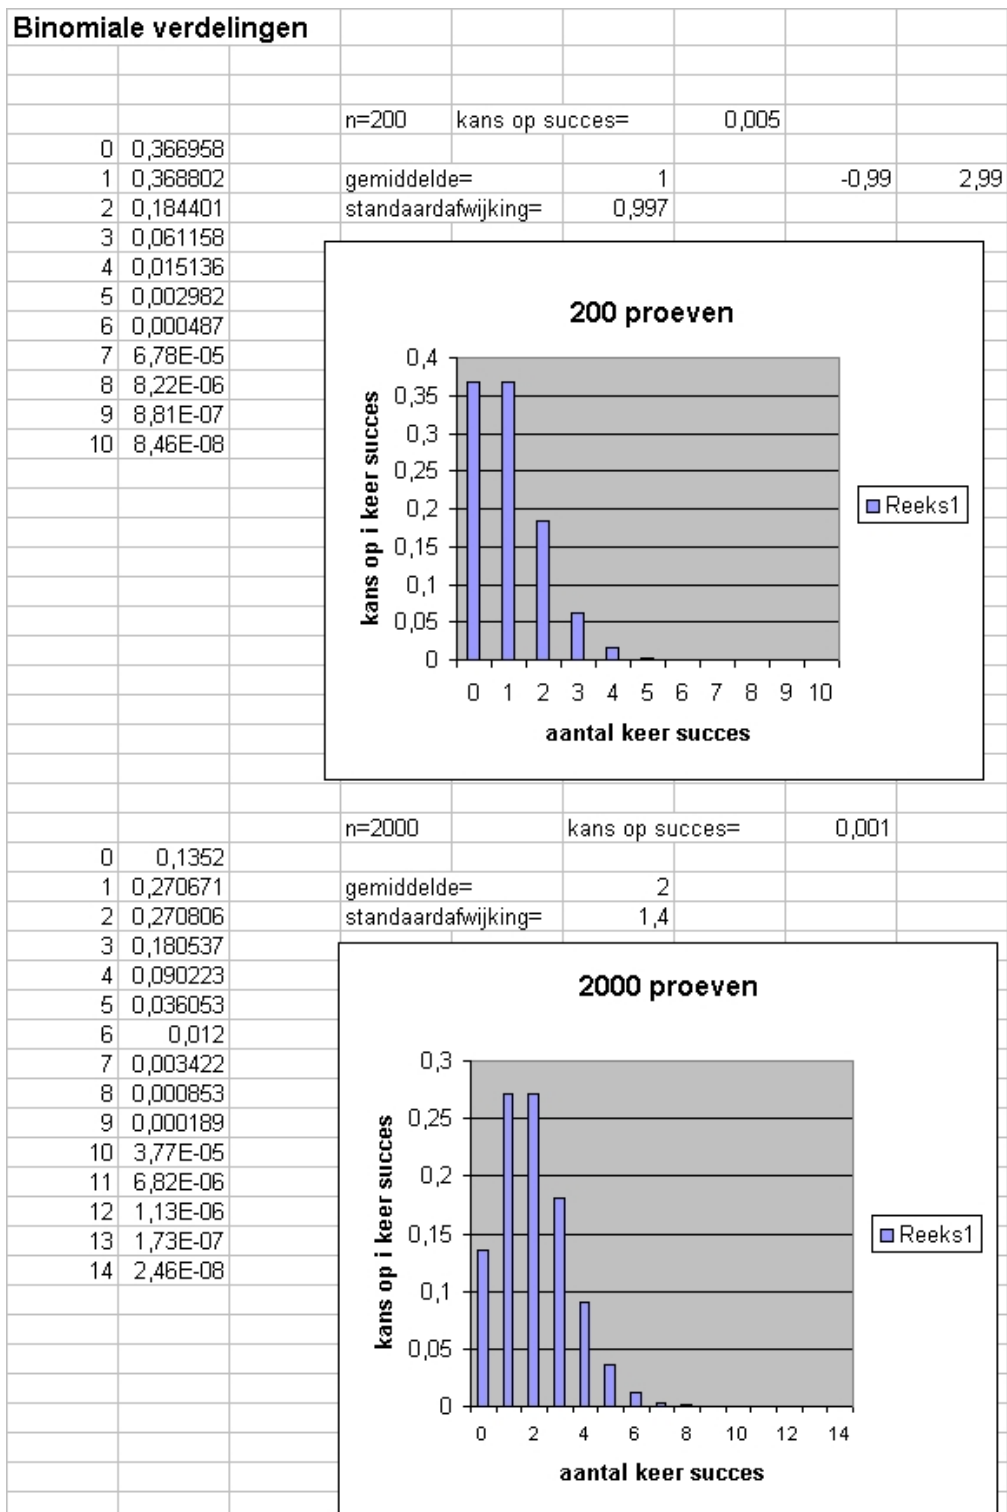 Binomiale verdelingen
n=200 kans op succes= 0,005
0 0,366958
1 0,368802 gemiddelde= 1 -0,99 2,99
2 0,184401 standaardafwijking= 0,997
3 0,061158
4 0,015136
5 0,002982
6 0,000487
7 6,78E-05
8 8,22E-06
9 8,81E-07
10 8,46E-08
200 proeven
0,4
0,35
0,3
0,25
0,2
0,15
0,1
0,05
0
kans op i keer succes
0 1 2 3 4 5 6 7 8 9 10
aantal keer succes
Reeks1
n=2000 kans op succes= 0,001
0 0,1352
1 0,270671 gemiddelde= 2
2 0,270806 standaardafwijking= 1,4
3 0,180537
4 0,090223
5 0,036053
6 0,012
7 0,003422
8 0,000853
9 0,000189
10 3,77E-05
11 6,82E-06
12 1,13E-06
13 1,73E-07
14 2,46E-08
2000 proeven
0,3
0,25
0,2
0,15
0,1
0,05
0
kans op i keer succes
0 2 4 6 8 10 12 14
aantal keer succes
Reeks1